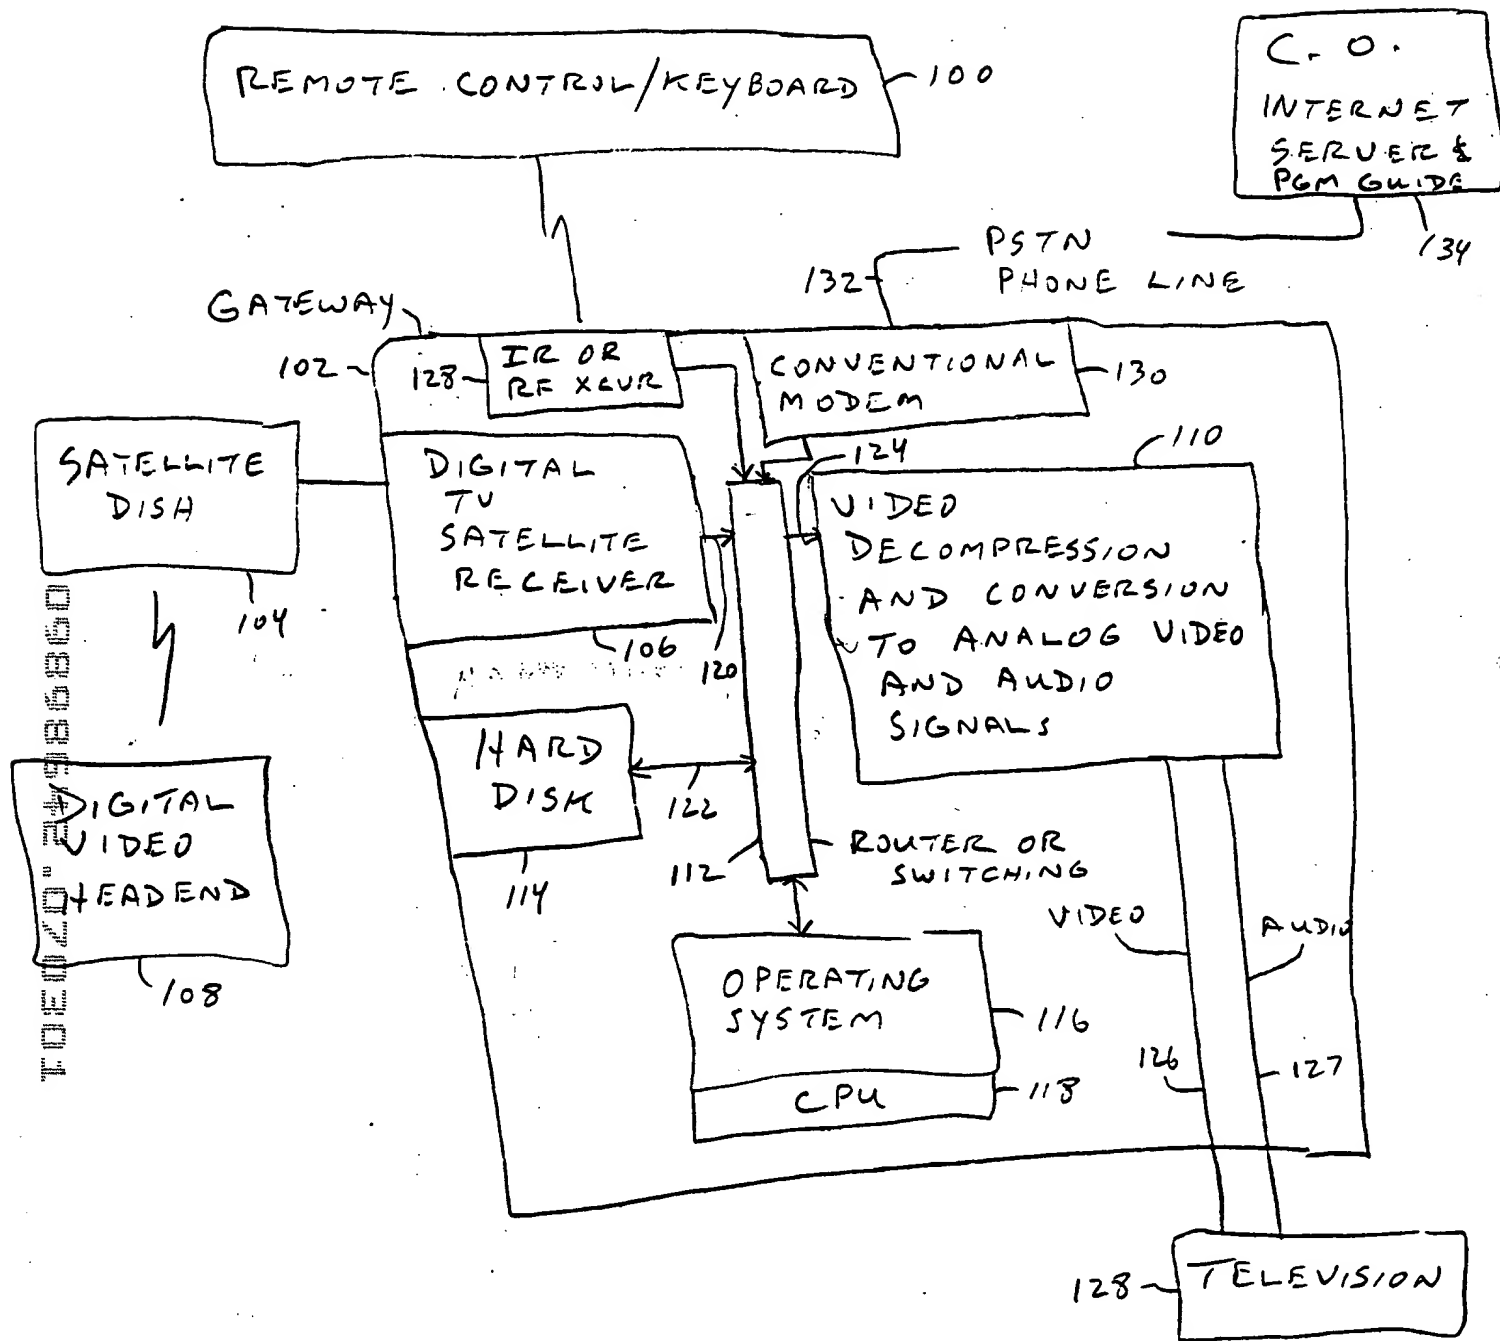 REMOTE CONTROL/KEYBOARD
100
C. O.
INTERNET
SERVER &
PGM GUIDE
134
PSTN
PHONE LINE
132
GATEWAY
102
128
IR OR
RF XCVR
CONVENTIONAL
MODEM
130
SATELLITE
DISH
104
DIGITAL
TV
SATELLITE
RECEIVER
106
120
124
110
VIDEO
DECOMPRESSION
AND CONVERSION
TO ANALOG VIDEO
AND AUDIO
SIGNALS
HARD
DISK
114
122
112
ROUTER OR
SWITCHING
DIGITAL
VIDEO
HEADEND
108
OPERATING
SYSTEM
116
CPU
118
VIDEO
AUDIO
126
127
128
TELEVISION